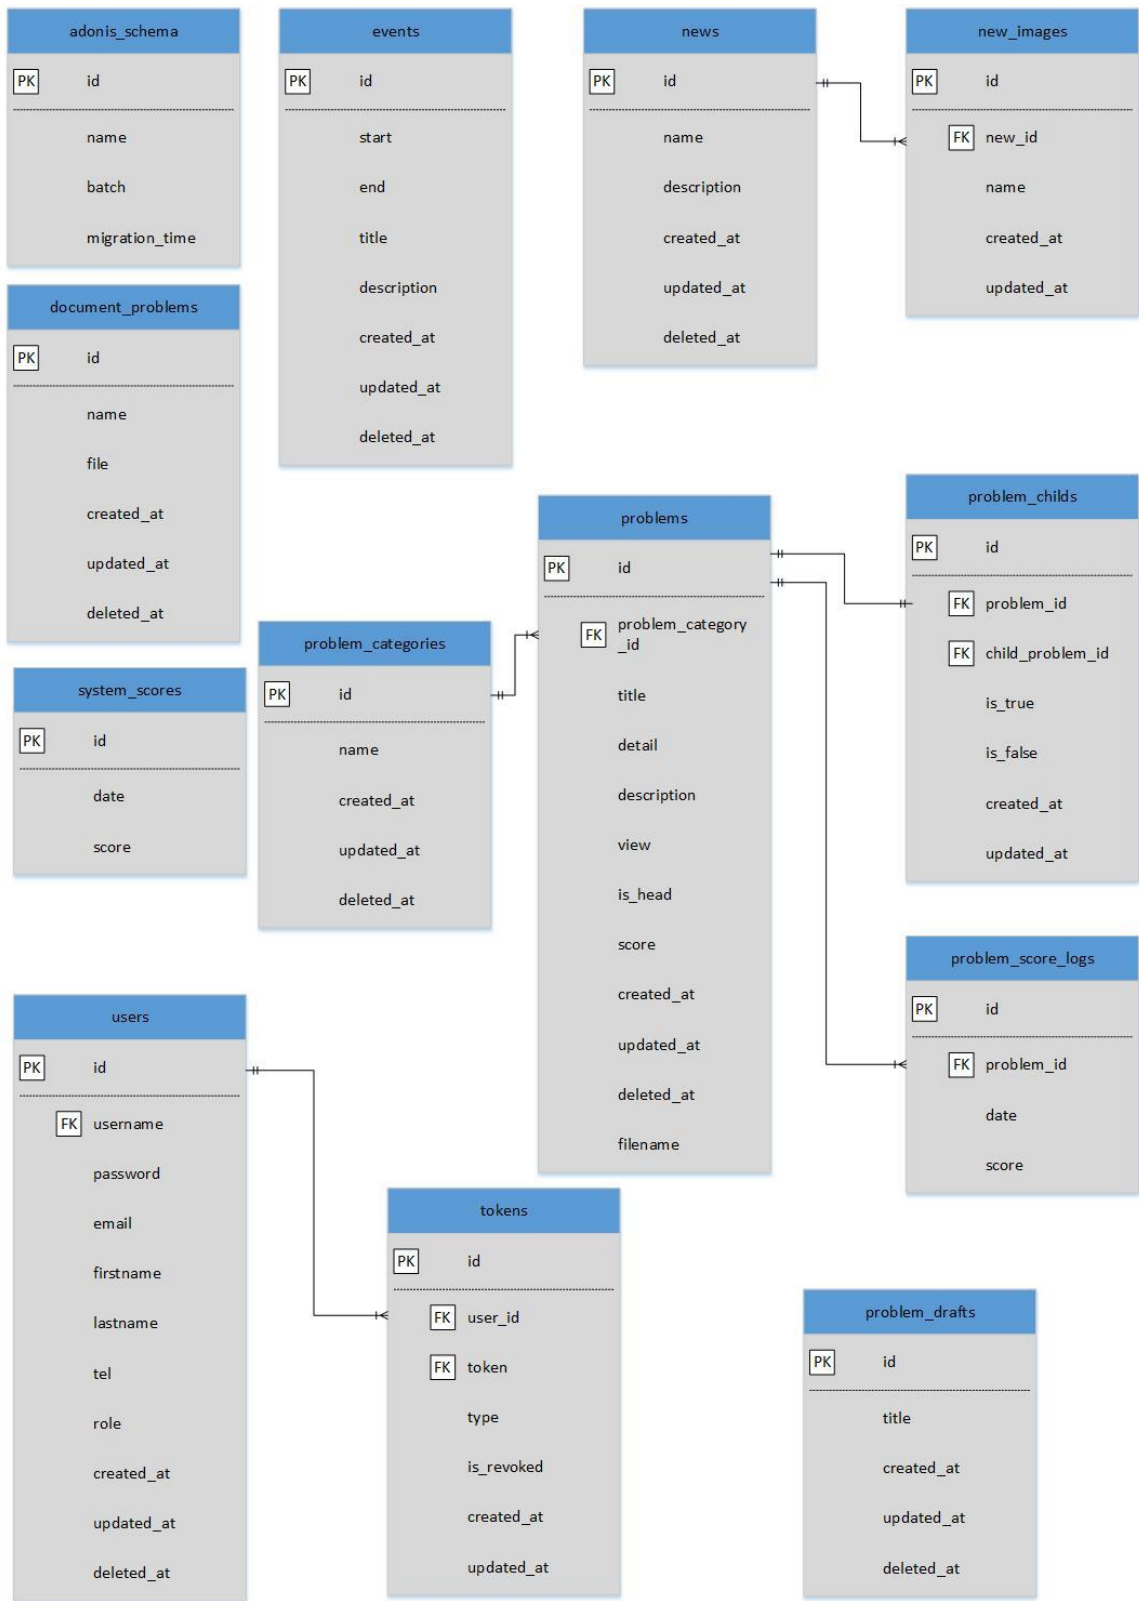 adonis_schema
PK id
name
batch
migration_time
events
PK id
start
end
title
description
created_at
updated_at
deleted_at
news
PK id
name
description
created_at
updated_at
deleted_at
new_images
PK id
FK new_id
name
created_at
updated_at
document_problems
PK id
name
file
created_at
updated_at
deleted_at
system_scores
PK id
date
score
problem_categories
PK id
name
created_at
updated_at
deleted_at
problems
PK id
FK problem_category
_id
title
detail
description
view
is_head
score
created_at
updated_at
deleted_at
filename
problem_childs
PK id
FK problem_id
FK child_problem_id
is_true
is_false
created_at
updated_at
problem_score_logs
PK id
FK problem_id
date
score
users
PK id
FK username
password
email
firstname
lastname
tel
role
created_at
updated_at
deleted_at
tokens
PK id
FK user_id
FK token
type
is_revoked
created_at
updated_at
problem_drafts
PK id
title
created_at
updated_at
deleted_at